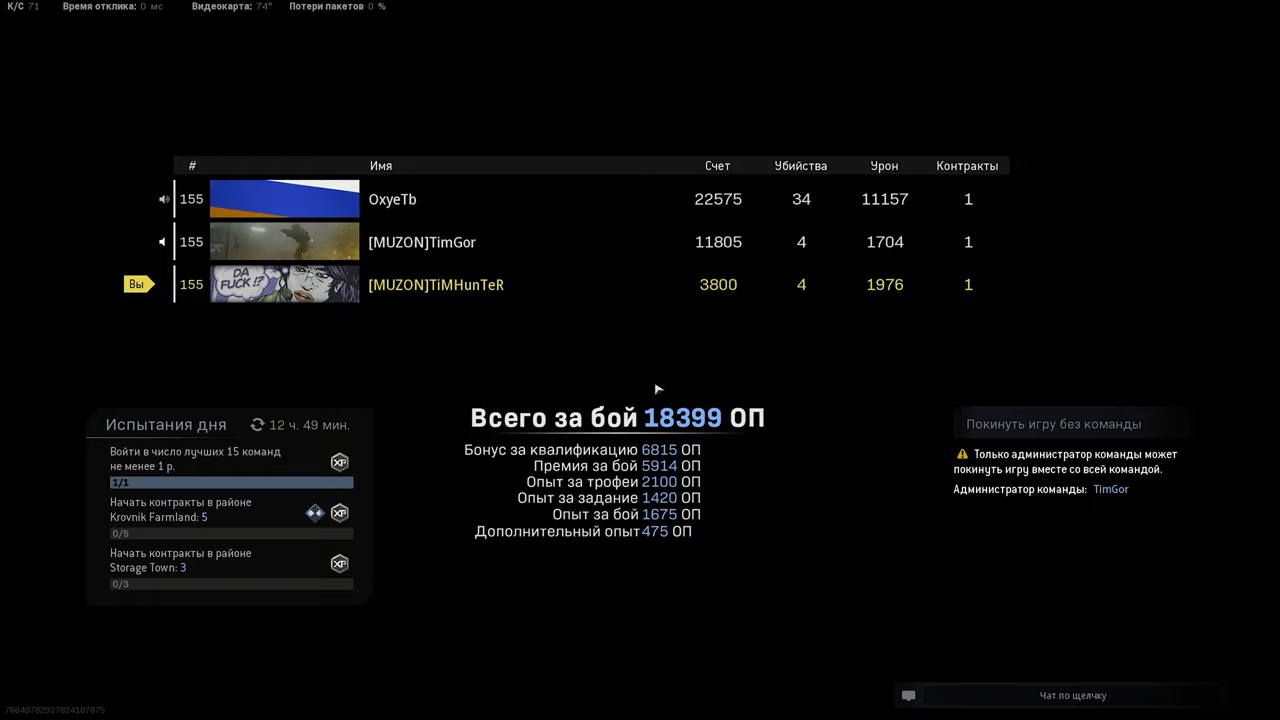 К/С 71 Время отклика: 0 мс Видеокарта: 74° Потери пакетов 0 %
# Имя Счет Убийства Урон Контракты
155 OxyeTb 22575 34 11157 1
155 [MUZON]TimGor 11805 4 1704 1
Вы 155 DA FUCK !? [MUZON]TiMHunTeR 3800 4 1976 1
Испытания дня 12 ч. 49 мин.
Войти в число лучших 15 команд
не менее 1 р.
XP
1/1
Начать контракты в районе
Krovnik Farmland: 5
XP
0/5
Начать контракты в районе
Storage Town: 3
XP
0/3
Всего за бой 18399 ОП
Бонус за квалификацию 6815 ОП
Премия за бой 5914 ОП
Опыт за трофеи 2100 ОП
Опыт за задание 1420 ОП
Опыт за бой 1675 ОП
Дополнительный опыт 475 ОП
Покинуть игру без команды
Только администратор команды может
покинуть игру вместе со всей командой.
Администратор команды: TimGor
Чат по щелчку
76649782937824187875